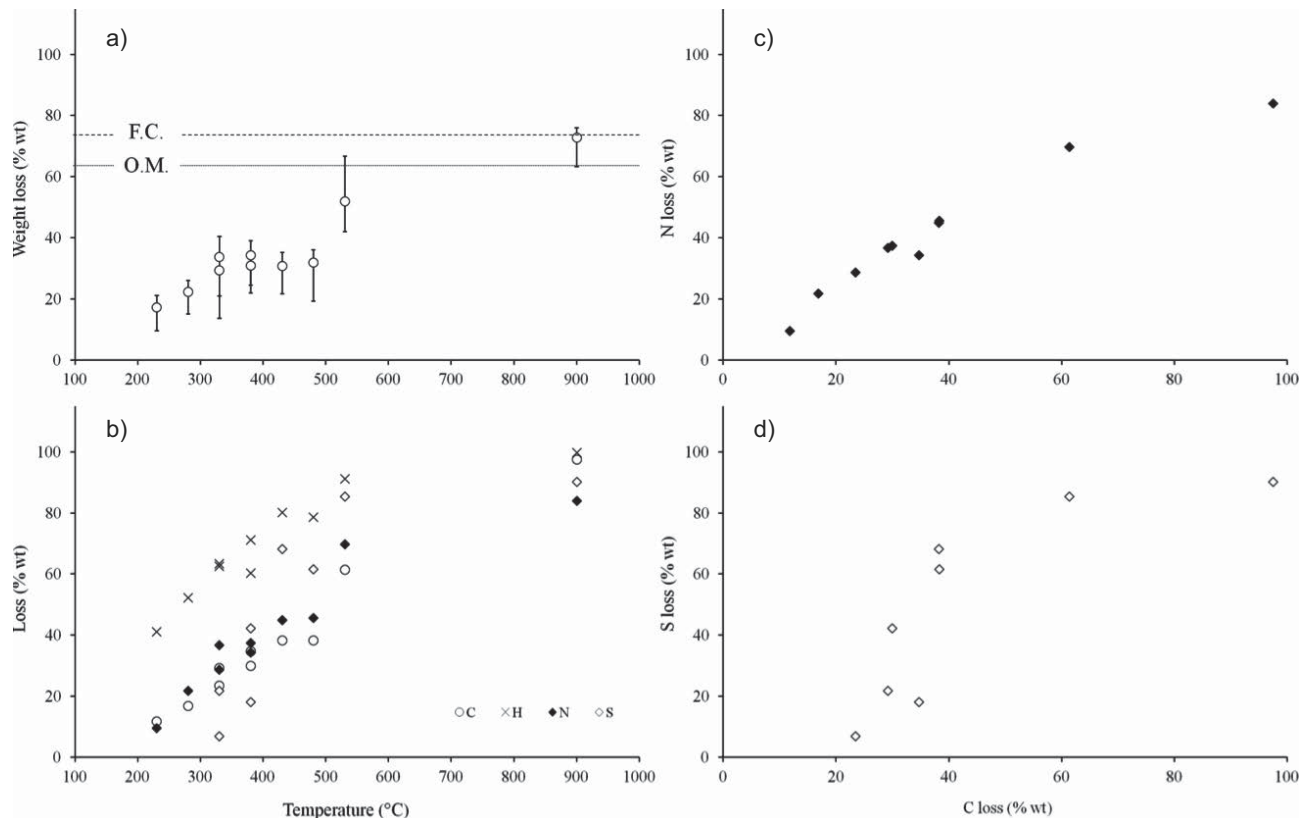 a)
100
80
60
40
20
0
Weight loss (% wt)
F.C.
O.M.
100 200 300 400 500 600 700 800 900 1000
b)
100
80
60
40
20
0
Loss (% wt)
C H N S
100 200 300 400 500 600 700 800 900 1000
Temperature (°C)
c)
100
80
60
40
20
0
N loss (% wt)
0 20 40 60 80 100
d)
100
80
60
40
20
0
S loss (% wt)
0 20 40 60 80 100
C loss (% wt)